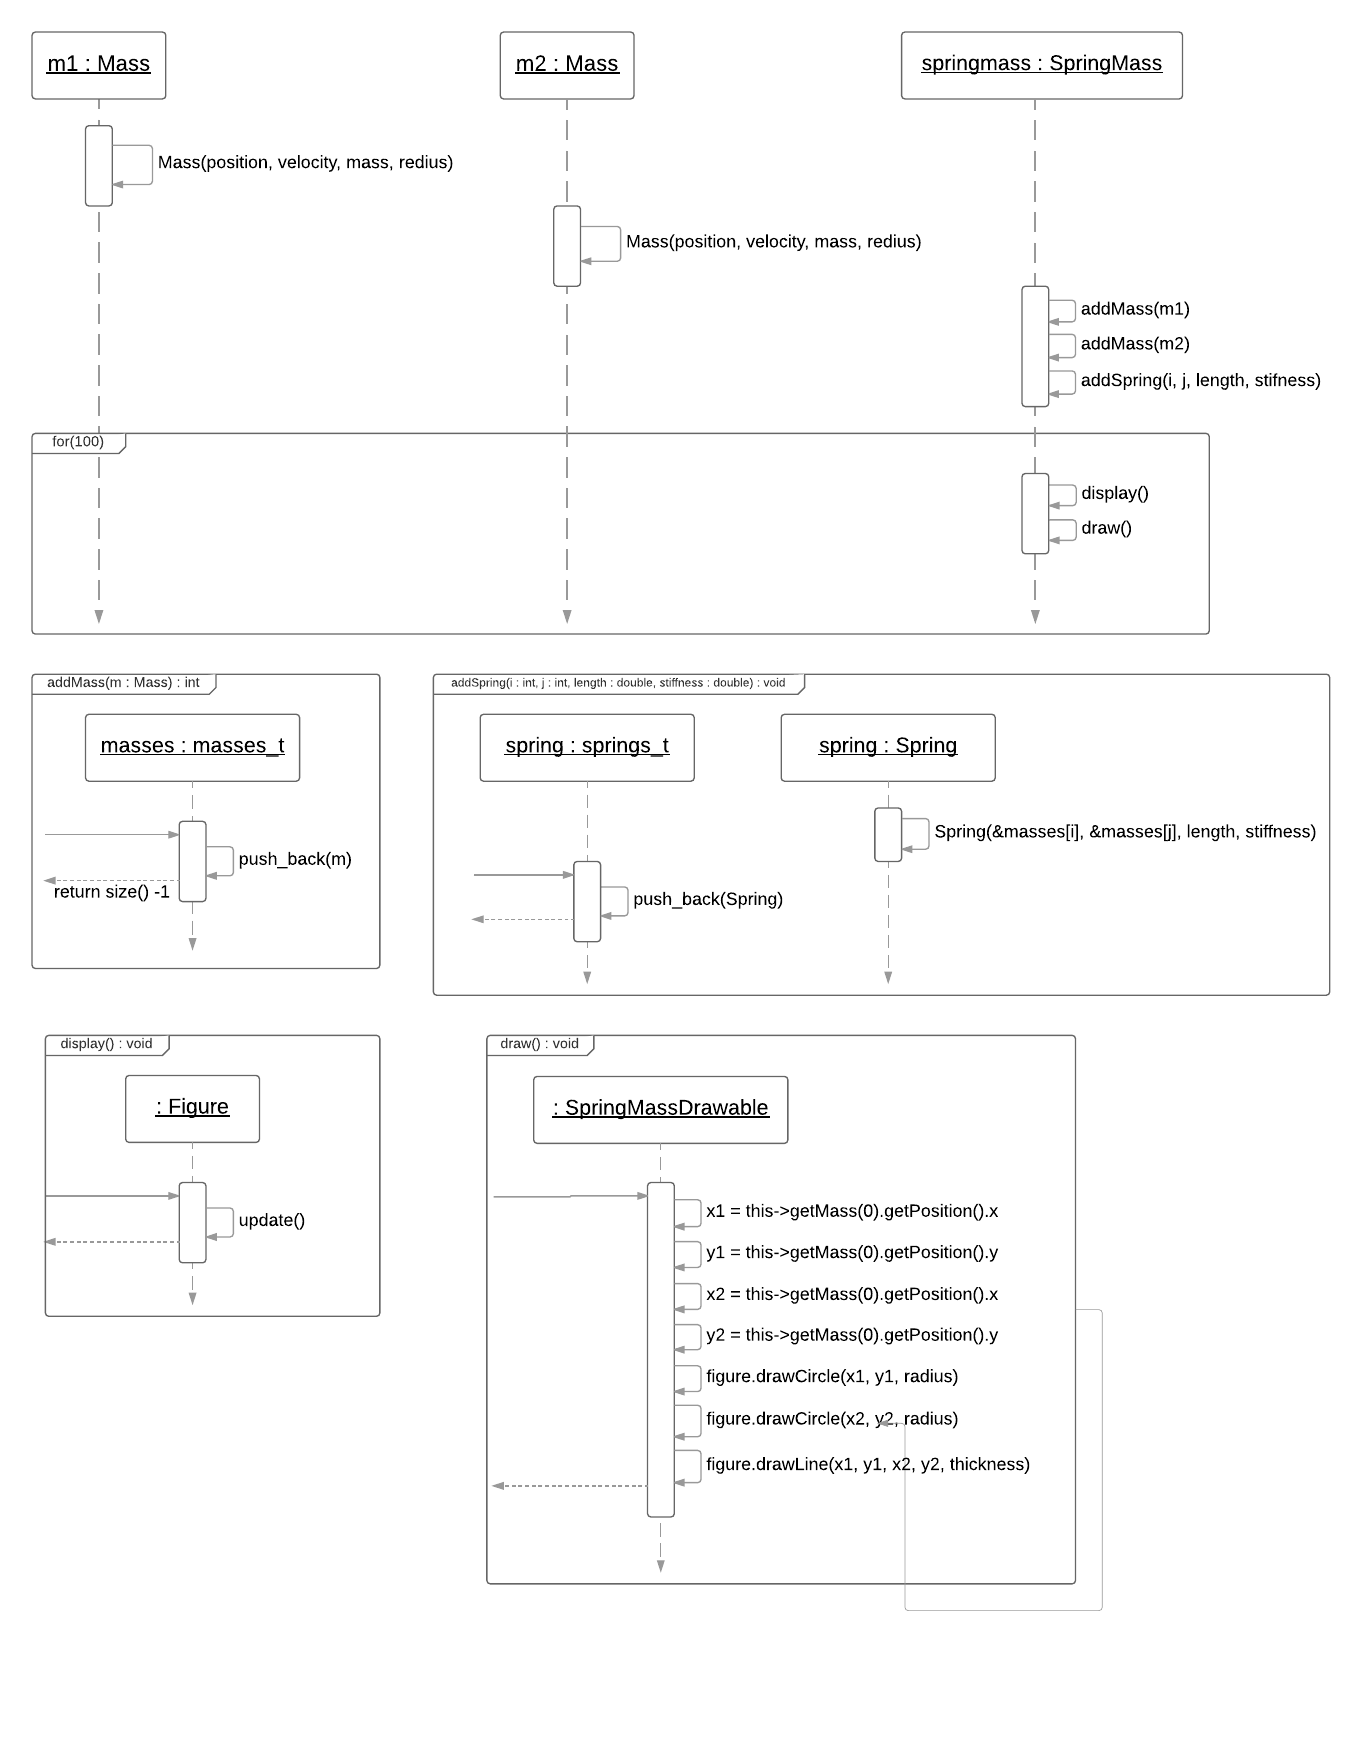 m1 : Mass
m2 : Mass
springmass : SpringMass
Mass(position, velocity, mass, redius)
Mass(position, velocity, mass, redius)
addMass(m1)
addMass(m2)
addSpring(i, j, length, stifness)
for(100)
display()
draw()
addMass(m : Mass) : int
masses : masses_t
push_back(m)
return size() -1
addSpring(i : int, j : int, length : double, stiffness : double) : void
spring : springs_t
spring : Spring
Spring(&masses[i], &masses[j], length, stiffness)
push_back(Spring)
display() : void
: Figure
update()
draw() : void
: SpringMassDrawable
x1 = this->getMass(0).getPosition().x
y1 = this->getMass(0).getPosition().y
x2 = this->getMass(0).getPosition().x
y2 = this->getMass(0).getPosition().y
figure.drawCircle(x1, y1, radius)
figure.drawCircle(x2, y2, radius)
figure.drawLine(x1, y1, x2, y2, thickness)